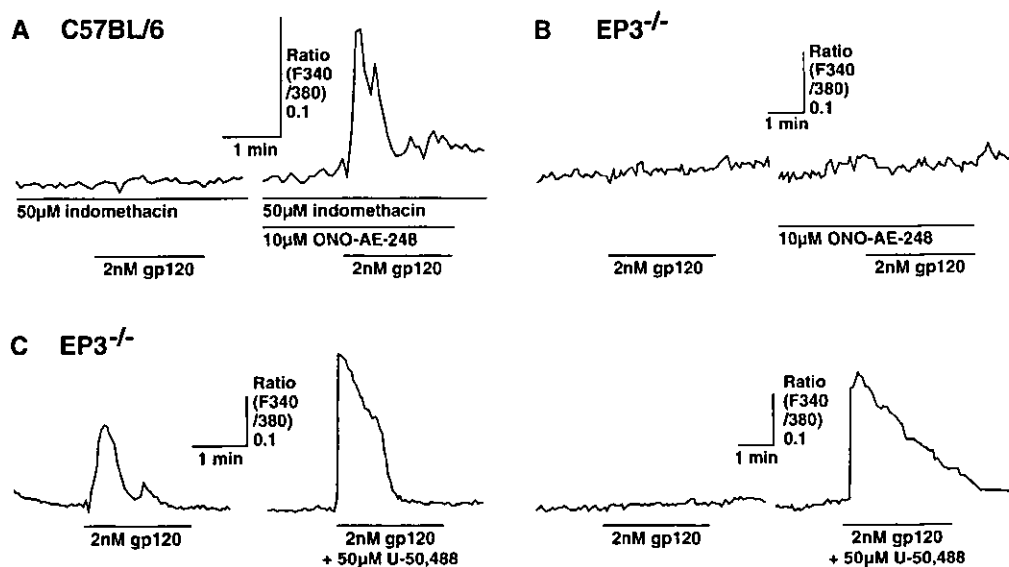 A C57BL/6
Ratio
(F340
/380)
0.1
1 min
50μM indomethacin
50μM indomethacin
10μM ONO-AE-248
2nM gp120
2nM gp120
B EP3-/-
Ratio
(F340
/380)
0.1
1 min
10μM ONO-AE-248
2nM gp120
2nM gp120
C EP3-/-
Ratio
(F340
/380)
0.1
1 min
2nM gp120
2nM gp120
+ 50μM U-50,488
Ratio
(F340
/380)
0.1
1 min
2nM gp120
2nM gp120
+ 50μM U-50,488